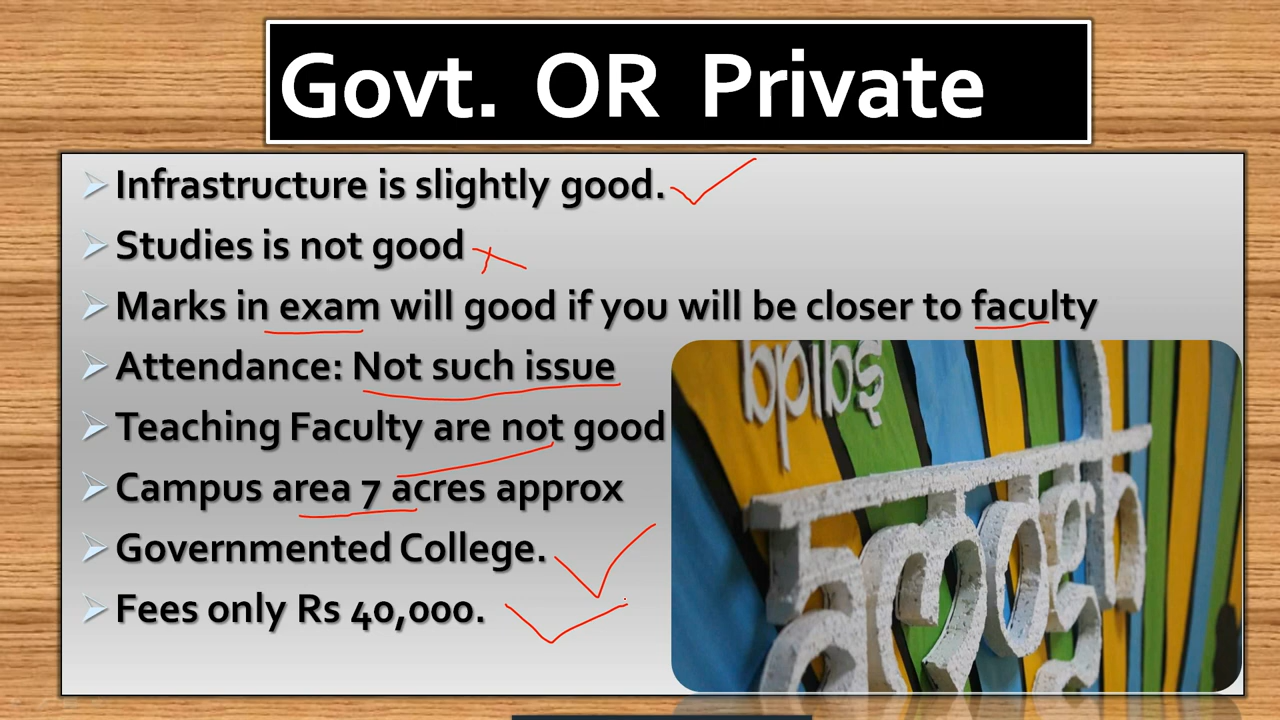 Govt. OR Private
Infrastructure is slightly good.
Studies is not good
Marks in exam will good if you will be closer to faculty
Attendance: Not such issue
Teaching Faculty are not good
Campus area 7 acres approx
Governmented College.
Fees only Rs 40,000.